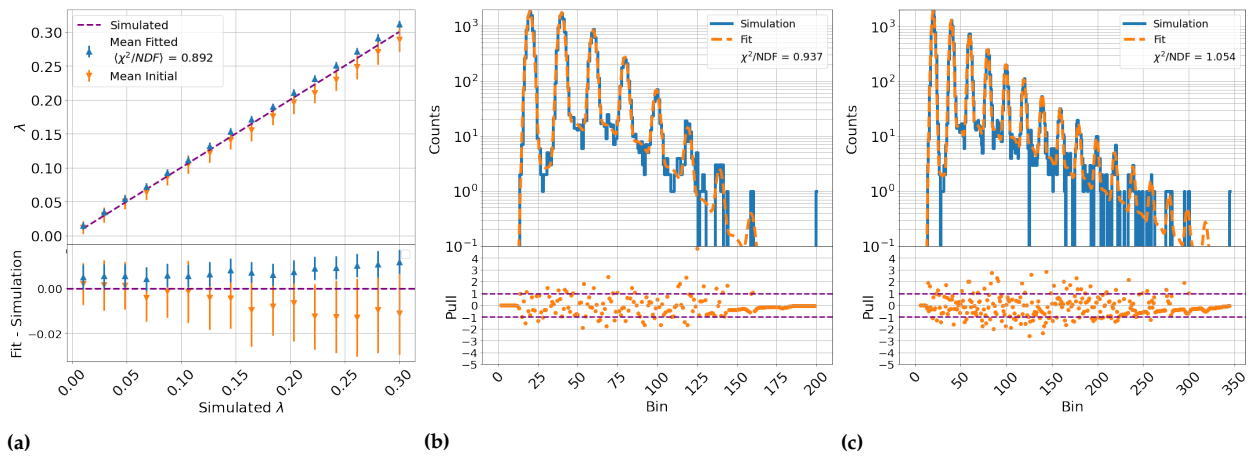 Simulated
Mean Fitted
⟨χ²/NDF⟩ = 0.892
Mean Initial
λ
0.30
0.25
0.20
0.15
0.10
0.05
0.00
Fit - Simulation
0.00
−0.02
0.00
0.05
0.10
0.15
0.20
0.25
0.30
Simulated λ
(a)
Simulation
Fit
χ²/NDF = 0.937
Counts
10³
10²
10¹
10⁰
10⁻¹
Pull
4
3
2
1
0
−1
−2
−3
−4
−5
0
25
50
75
100
125
150
175
200
Bin
(b)
Simulation
Fit
χ²/NDF = 1.054
Counts
10³
10²
10¹
10⁰
10⁻¹
Pull
4
3
2
1
0
−1
−2
−3
−4
−5
0
50
100
150
200
250
300
350
Bin
(c)